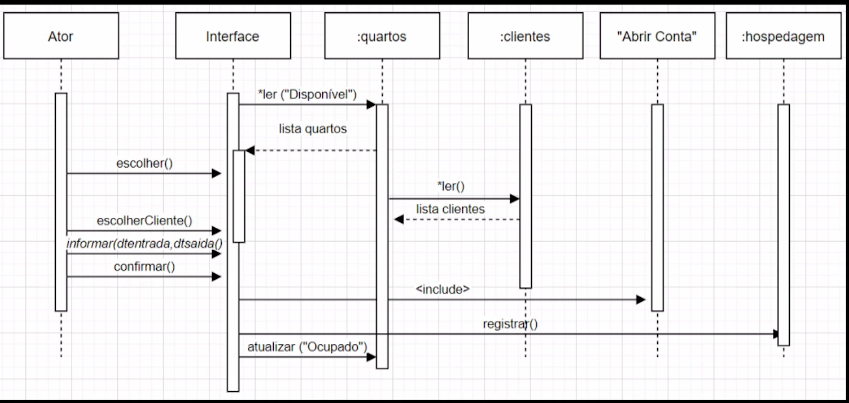 Ator
Interface
:quartos
:clientes
"Abrir Conta"
:hospedagem
*ler ("Disponível")
lista quartos
escolher()
*ler()
lista clientes
escolherCliente()
informar(dtentrada,dtsaida()
confirmar()
<include>
registrar()
atualizar ("Ocupado")